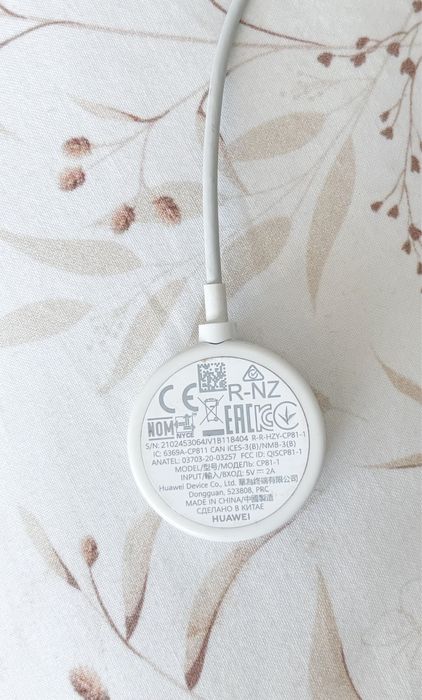 CE R-NZ
NOM NYCE EAC KC
S/N: 2102453064JV1B11B404 R-R-HZY-CP81-1
IC: 6369A-CP811 CAN ICES-3(B)/NMB-3(B)
ANATEL: 03703-20-03257 FCC ID: QISCP81-1
MODEL/型号/МОДЕЛЬ: CP81-1
INPUT/輸入/ВХОД: 5V⎓2A
Huawei Device Co., Ltd. 華為終端有限公司
Dongguan, 523808, PRC
MADE IN CHINA/中國製造
СДЕЛАНО В КИТАЕ
HUAWEI